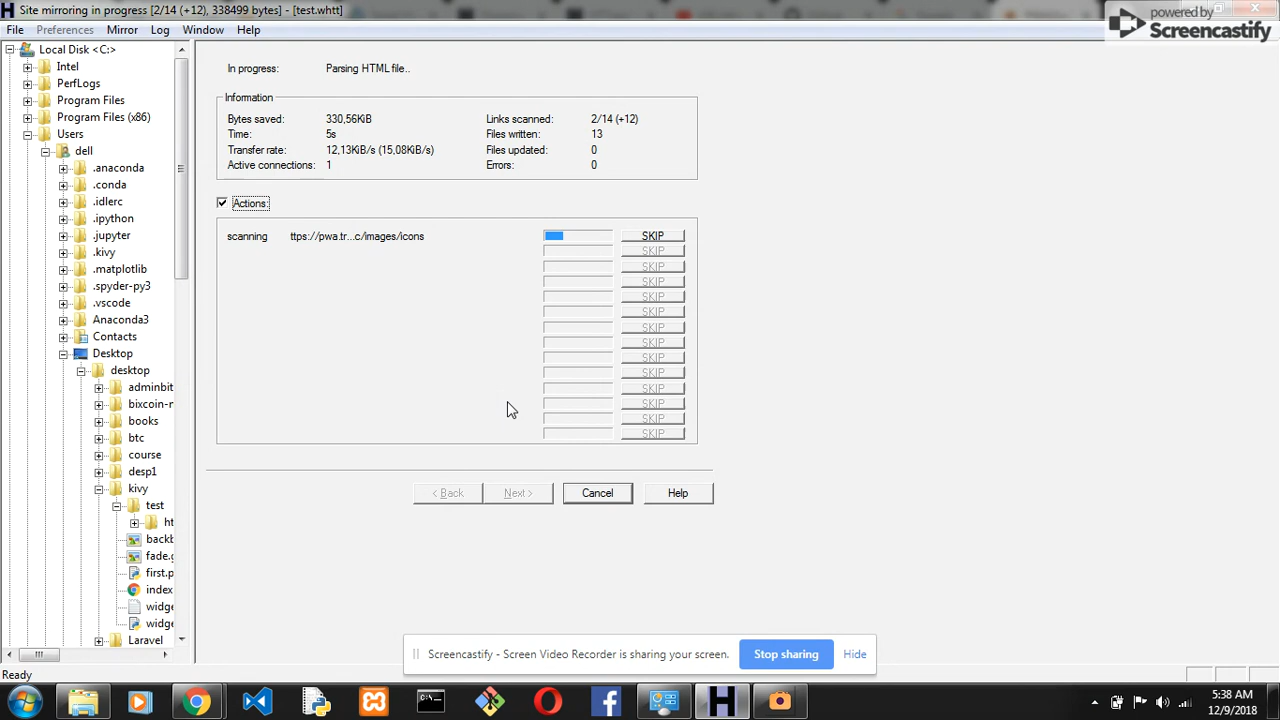 Site mirroring in progress [2/14 (+12), 338499 bytes] - [test.whtt]
powered by
Screencastify
File Preferences Mirror Log Window Help
Local Disk <C:>
Intel
PerfLogs
Program Files
Program Files (x86)
Users
dell
.anaconda
.conda
.idlerc
.ipython
.jupyter
.kivy
.matplotlib
.spyder-py3
.vscode
Anaconda3
Contacts
Desktop
desktop
adminbit
bixcoin-r
books
btc
course
desp1
kivy
test
ht
backb
fade.g
first.p
index
widge
widge
Laravel
In progress: Parsing HTML file..
Information
Bytes saved: 330,56KiB Links scanned: 2/14 (+12)
Time: 5s Files written: 13
Transfer rate: 12,13KiB/s (15,08KiB/s) Files updated: 0
Active connections: 1 Errors: 0
Actions:
scanning ttps://pwa.tr...c/images/icons SKIP
SKIP
SKIP
SKIP
SKIP
SKIP
SKIP
SKIP
SKIP
SKIP
SKIP
SKIP
SKIP
SKIP
< Back Next > Cancel Help
Screencastify - Screen Video Recorder is sharing your screen. Stop sharing Hide
Ready
5:38 AM
12/9/2018